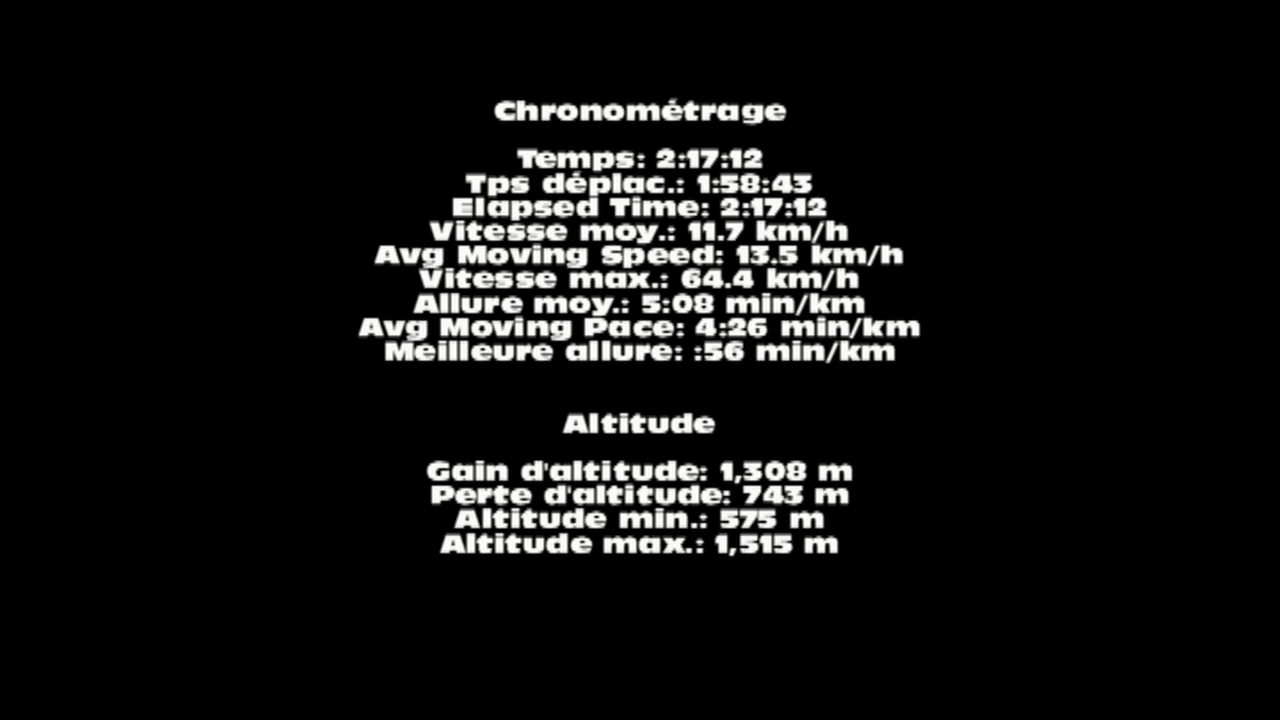 Chronométrage
Temps: 2:17:12
Tps déplac.: 1:58:43
Elapsed Time: 2:17:12
Vitesse moy.: 11.7 km/h
Avg Moving Speed: 13.5 km/h
Vitesse max.: 64.4 km/h
Allure moy.: 5:08 min/km
Avg Moving Pace: 4:26 min/km
Meilleure allure: :56 min/km
Altitude
Gain d'altitude: 1,308 m
Perte d'altitude: 743 m
Altitude min.: 575 m
Altitude max.: 1,515 m